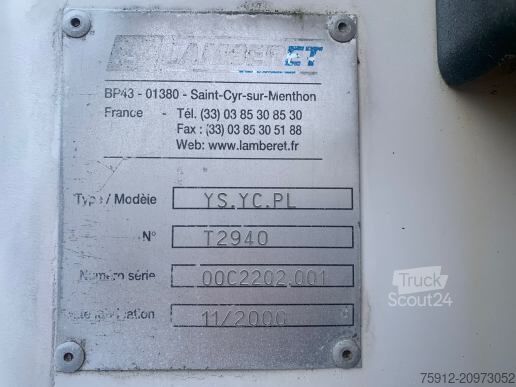 LAMBERET
BP43 - 01380 - Saint-Cyr-sur-Menthon
France - Tél. (33) 03 85 30 85 30
Fax : (33) 03 85 30 51 88
Web: www.lamberet.fr
Type / Modèle YS.YC.PL
N° T2940
Numéro série 00C2202.001
11/2000
Truck
Scout24
75912-20973052